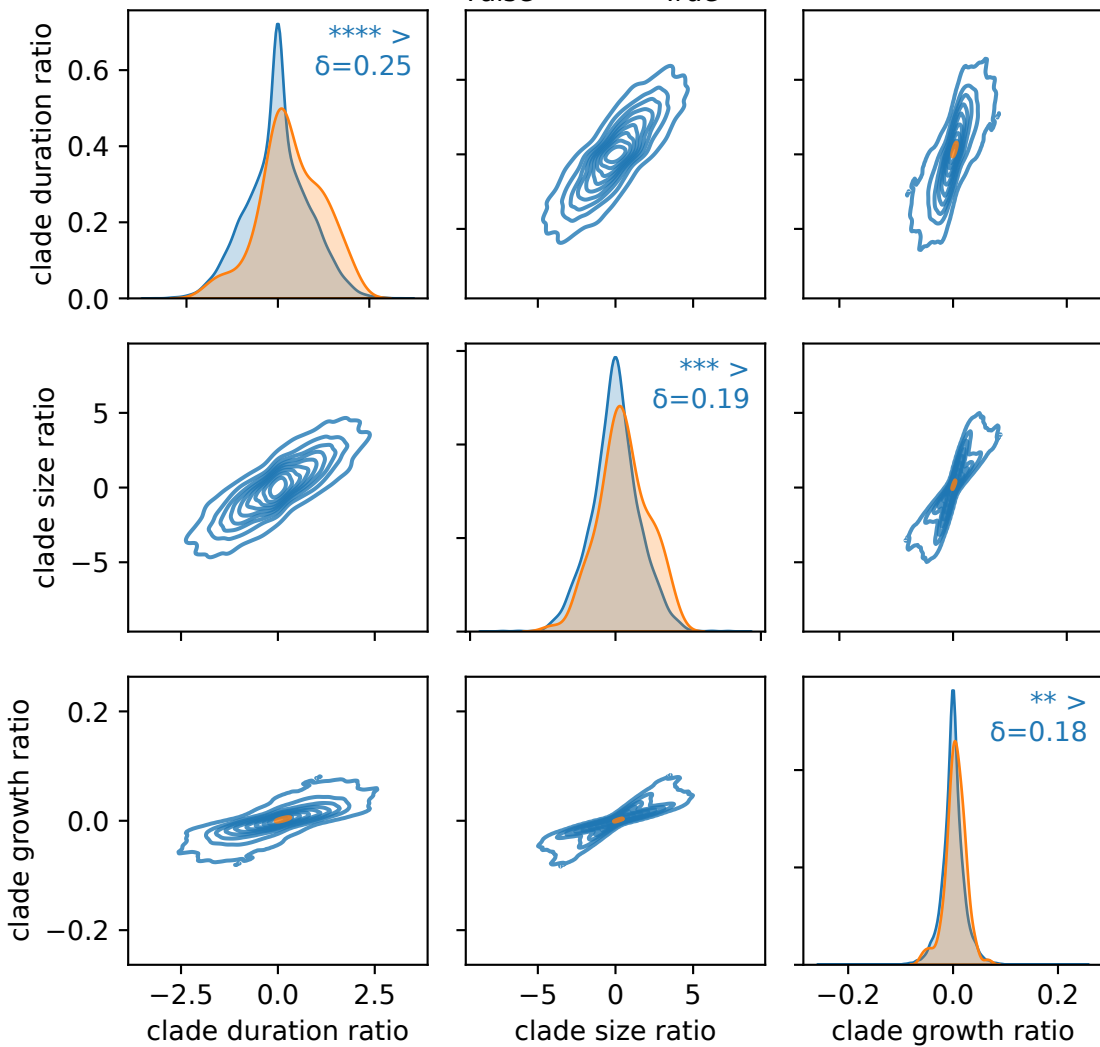 False True
clade duration ratio
0.6
0.4
0.2
0.0
**** >
δ=0.25
clade size ratio
5
0
−5
*** >
δ=0.19
clade growth ratio
0.2
0.0
−0.2
** >
δ=0.18
−2.5 0.0 2.5
−5 0 5
−0.2 0.0 0.2
clade duration ratio
clade size ratio
clade growth ratio